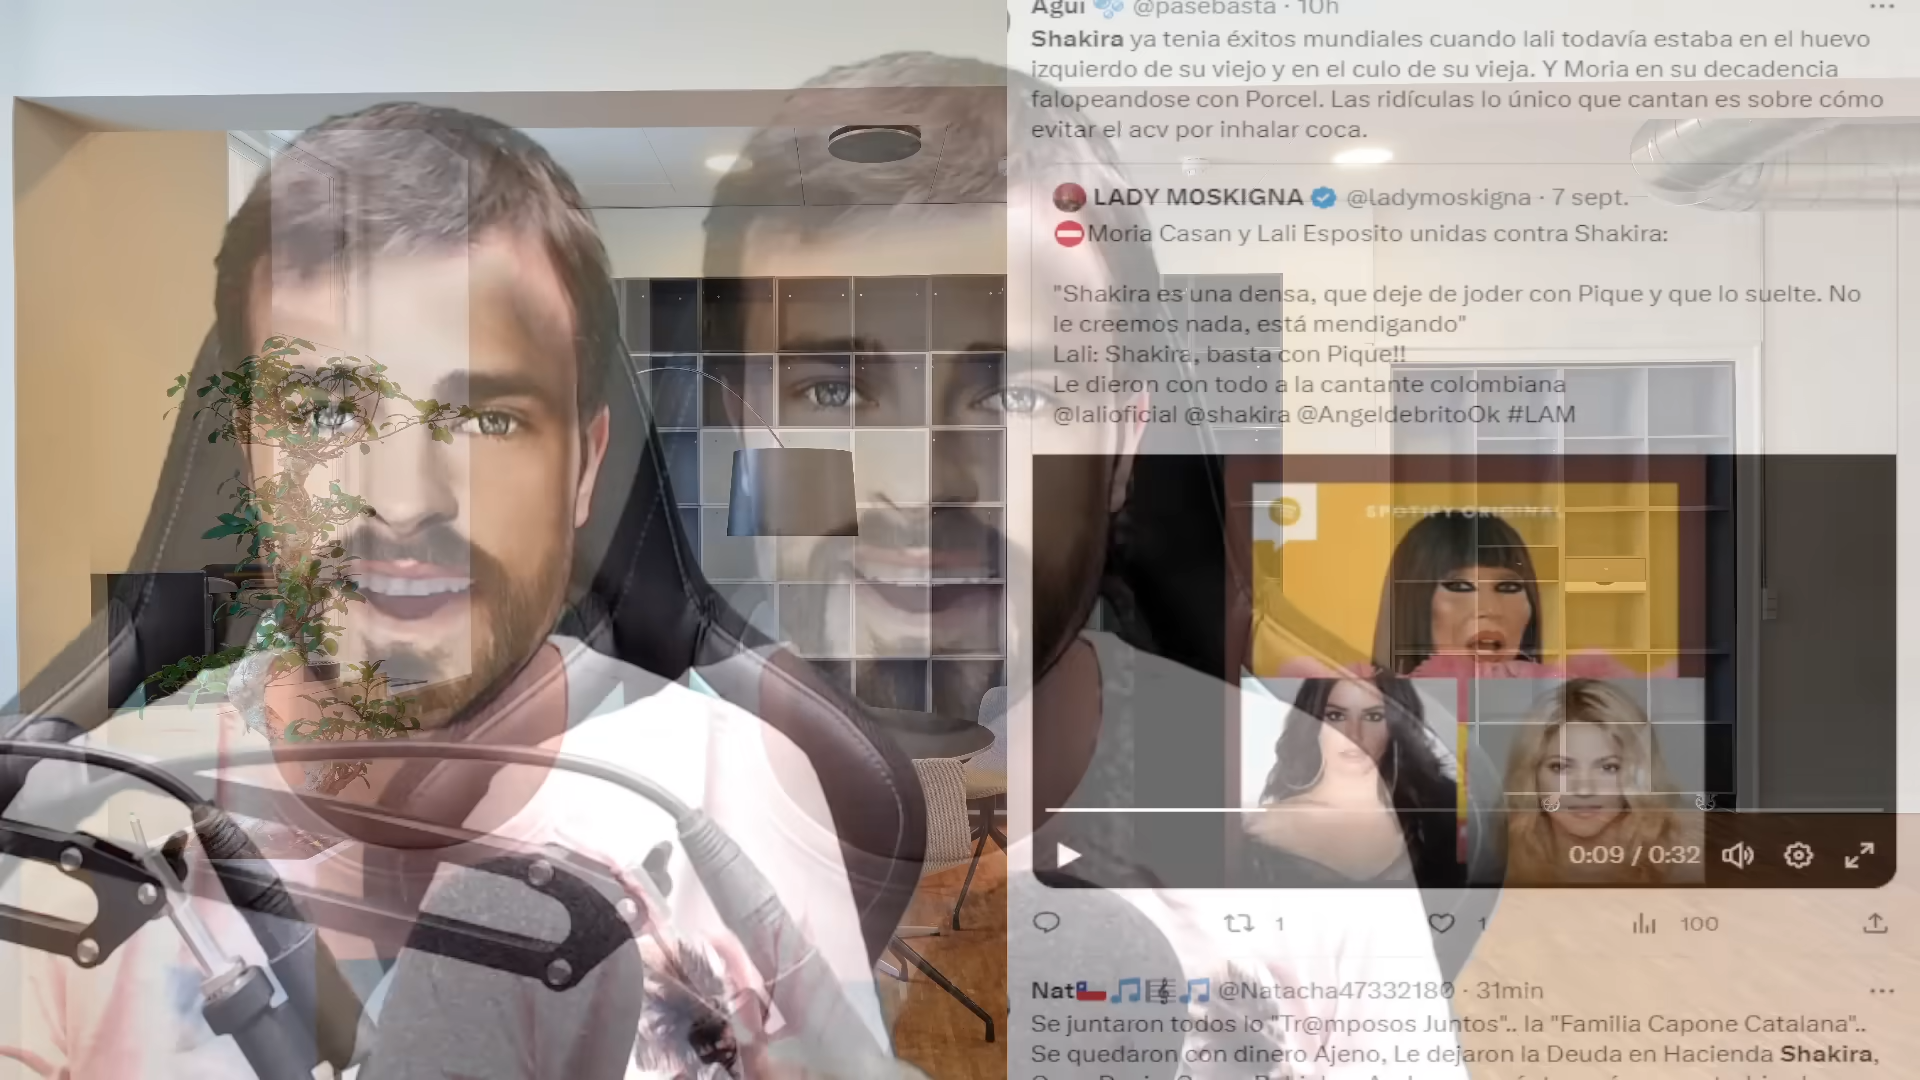 Agui @pasebasta · 10h
Shakira ya tenia éxitos mundiales cuando lali todavía estaba en el huevo
izquierdo de su viejo y en el culo de su vieja. Y Moria en su decadencia
falopeandose con Porcel. Las ridículas lo único que cantan es sobre cómo
evitar el acv por inhalar coca.
LADY MOSKIGNA @ladymoskigna · 7 sept.
Moria Casan y Lali Esposito unidas contra Shakira:
"Shakira es una densa, que deje de joder con Pique y que lo suelte. No
le creemos nada, está mendigando"
Lali: Shakira, basta con Pique!!
Le dieron con todo a la cantante colombiana
@lalioficial @shakira @AngeldebritoOk #LAM
SPOTIFY ORIGINAL
0:09 / 0:32
1 1 100
Nat @Natacha47332180 · 31min
Se juntaron todos lo "Tr@mposos Juntos".. la "Familia Capone Catalana"..
Se quedaron con dinero Ajeno, Le dejaron la Deuda en Hacienda Shakira,